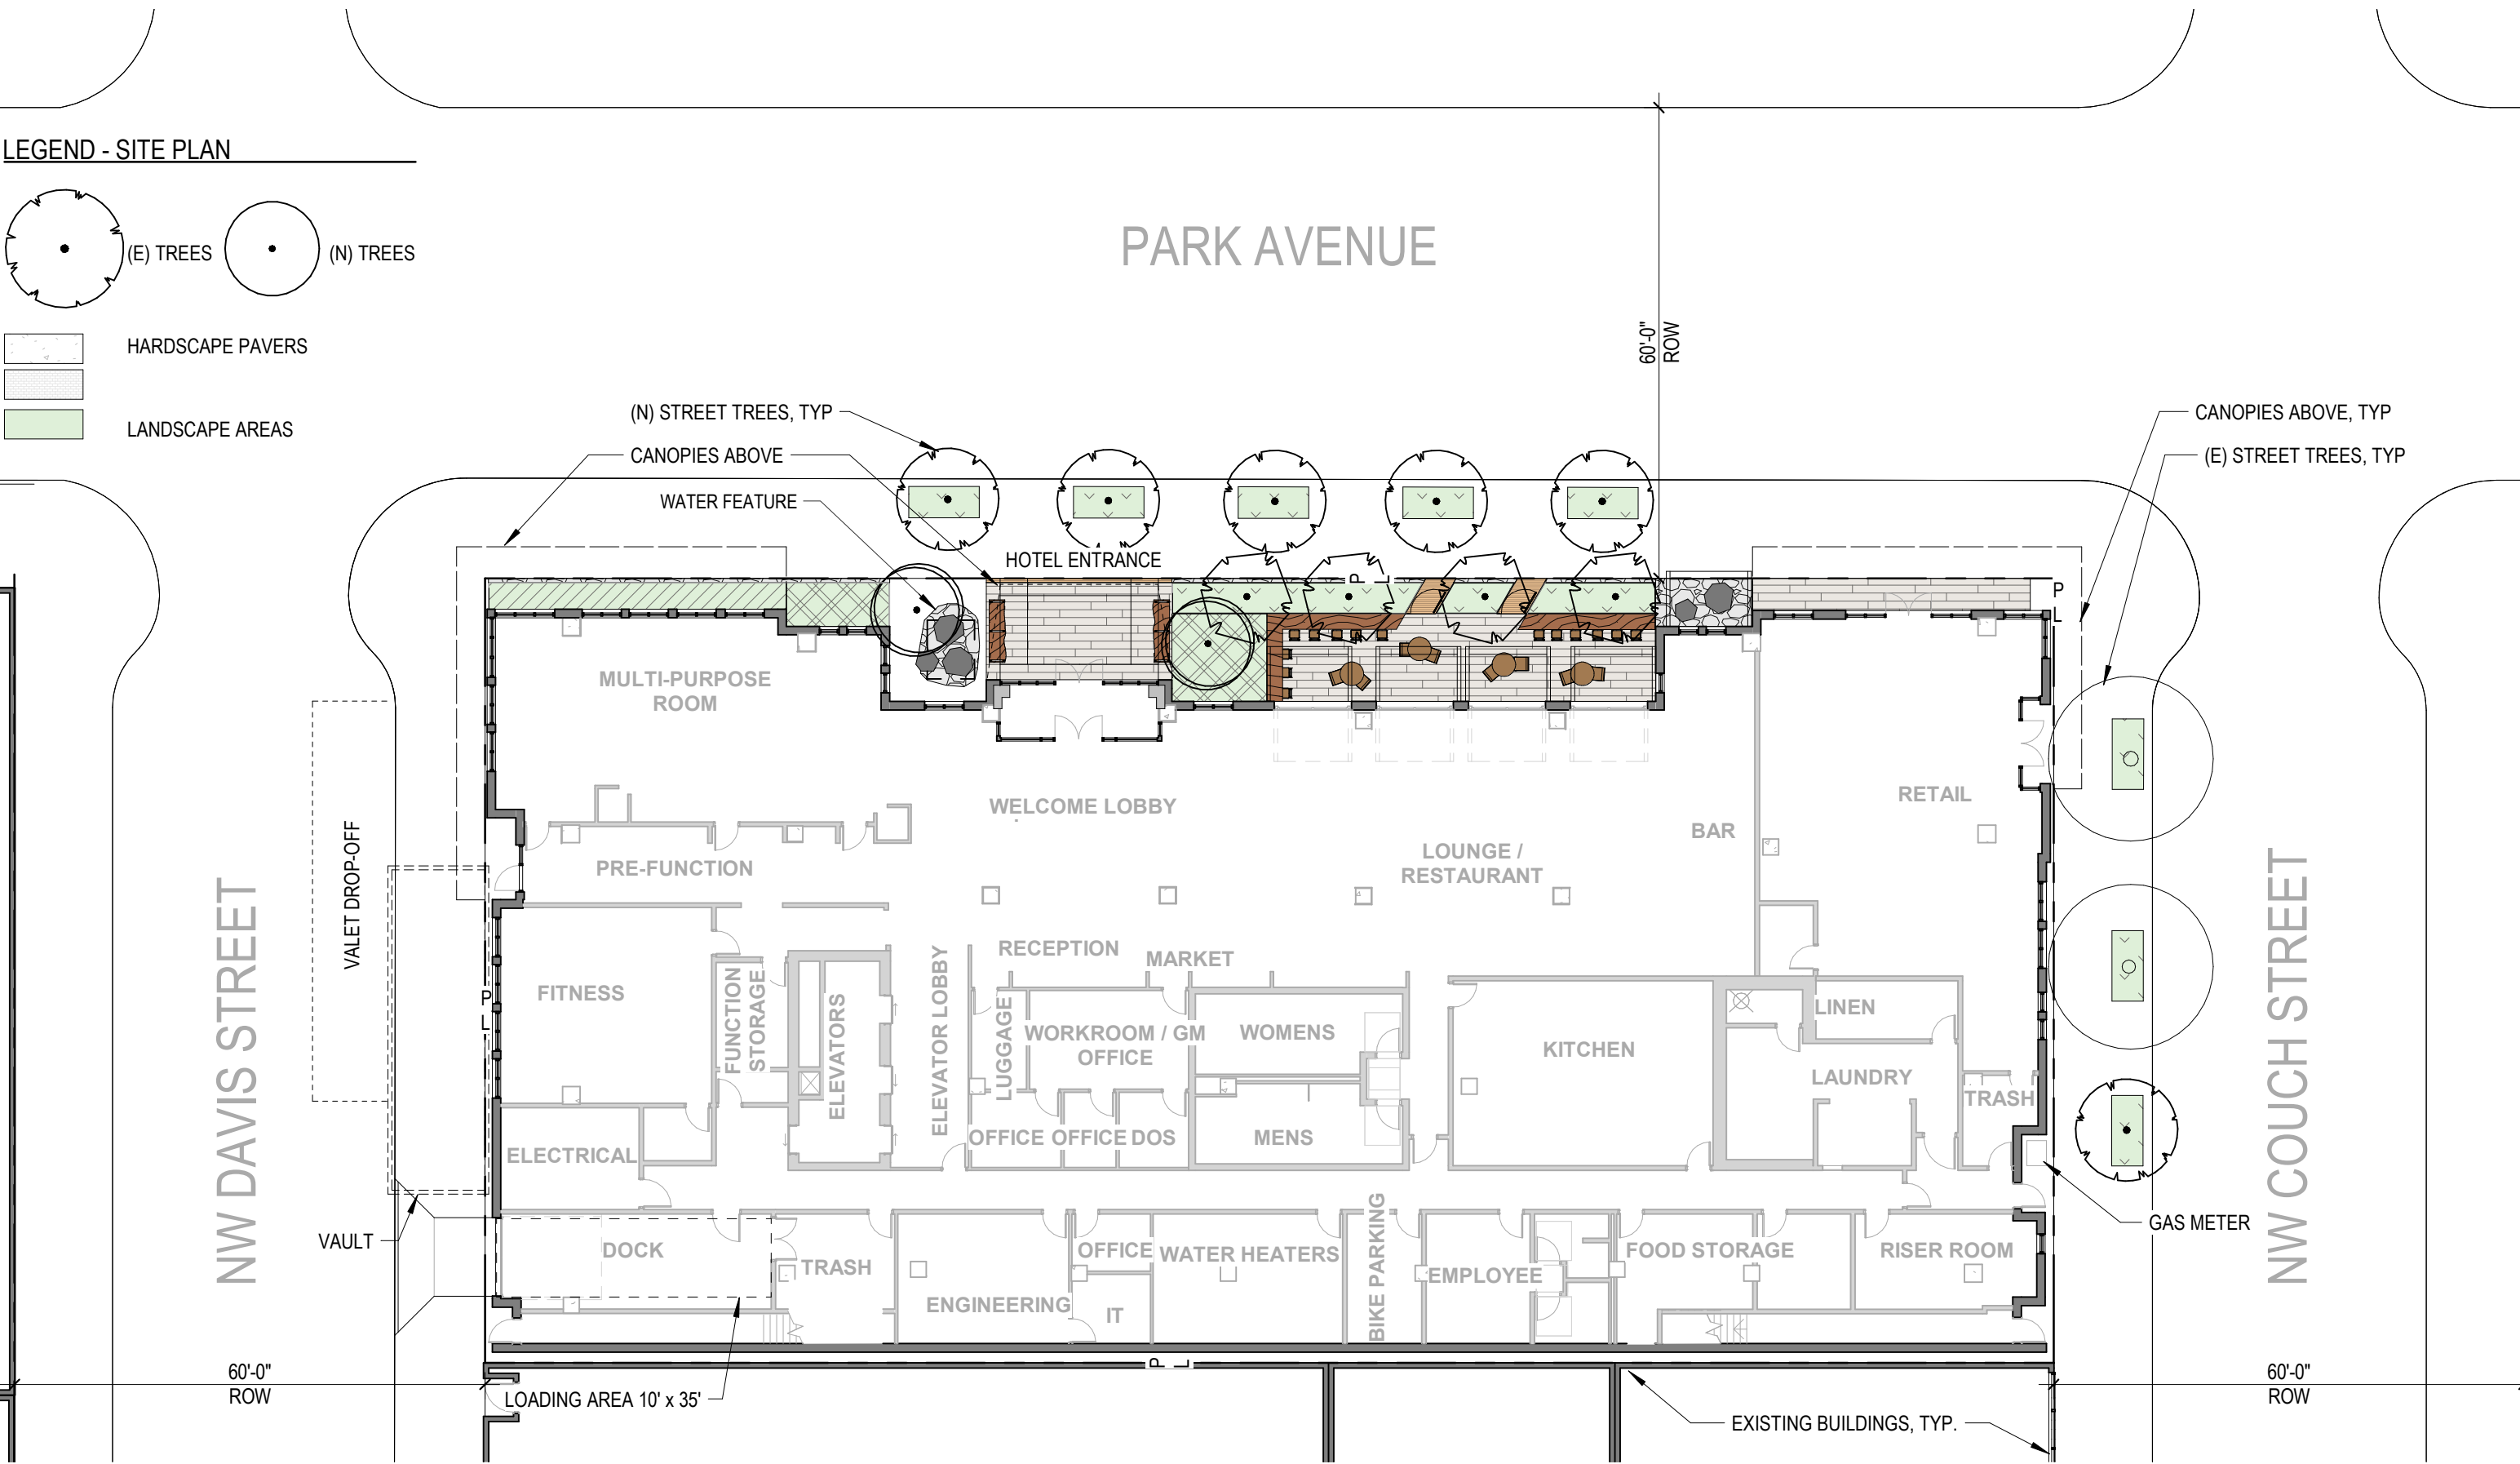 LEGEND - SITE PLAN
(E) TREES
(N) TREES
HARDSCAPE PAVERS
LANDSCAPE AREAS
PARK AVENUE
60'-0"
ROW
(N) STREET TREES, TYP
CANOPIES ABOVE
WATER FEATURE
HOTEL ENTRANCE
CANOPIES ABOVE, TYP
(E) STREET TREES, TYP
P
L
P
L
MULTI-PURPOSE
ROOM
WELCOME LOBBY
RETAIL
BAR
LOUNGE /
RESTAURANT
PRE-FUNCTION
VALET DROP-OFF
NW DAVIS STREET
NW COUCH STREET
P
L
FITNESS
FUNCTION
STORAGE
ELEVATORS
ELEVATOR LOBBY
RECEPTION
MARKET
LUGGAGE
WORKROOM / GM
OFFICE
WOMENS
KITCHEN
LINEN
LAUNDRY
TRASH
OFFICE
OFFICE
DOS
MENS
ELECTRICAL
VAULT
GAS METER
DOCK
TRASH
ENGINEERING
OFFICE
IT
WATER HEATERS
BIKE PARKING
EMPLOYEE
FOOD STORAGE
RISER ROOM
P
L
60'-0"
ROW
LOADING AREA 10' x 35'
EXISTING BUILDINGS, TYP.
60'-0"
ROW